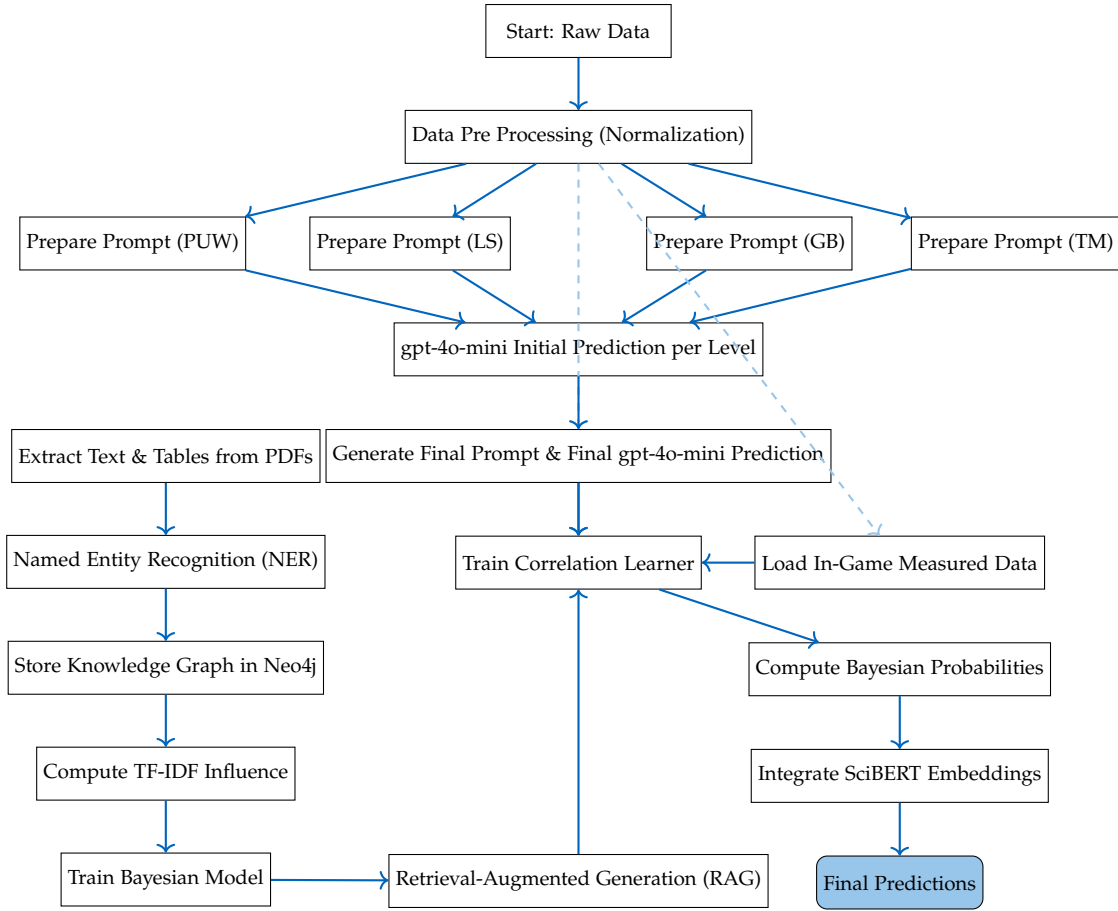 Start: Raw Data
Data Pre Processing (Normalization)
Prepare Prompt (PUW)
Prepare Prompt (LS)
Prepare Prompt (GB)
Prepare Prompt (TM)
gpt-4o-mini Initial Prediction per Level
Extract Text & Tables from PDFs
Generate Final Prompt & Final gpt-4o-mini Prediction
Named Entity Recognition (NER)
Train Correlation Learner
Load In-Game Measured Data
Store Knowledge Graph in Neo4j
Compute Bayesian Probabilities
Compute TF-IDF Influence
Integrate SciBERT Embeddings
Train Bayesian Model
Retrieval-Augmented Generation (RAG)
Final Predictions